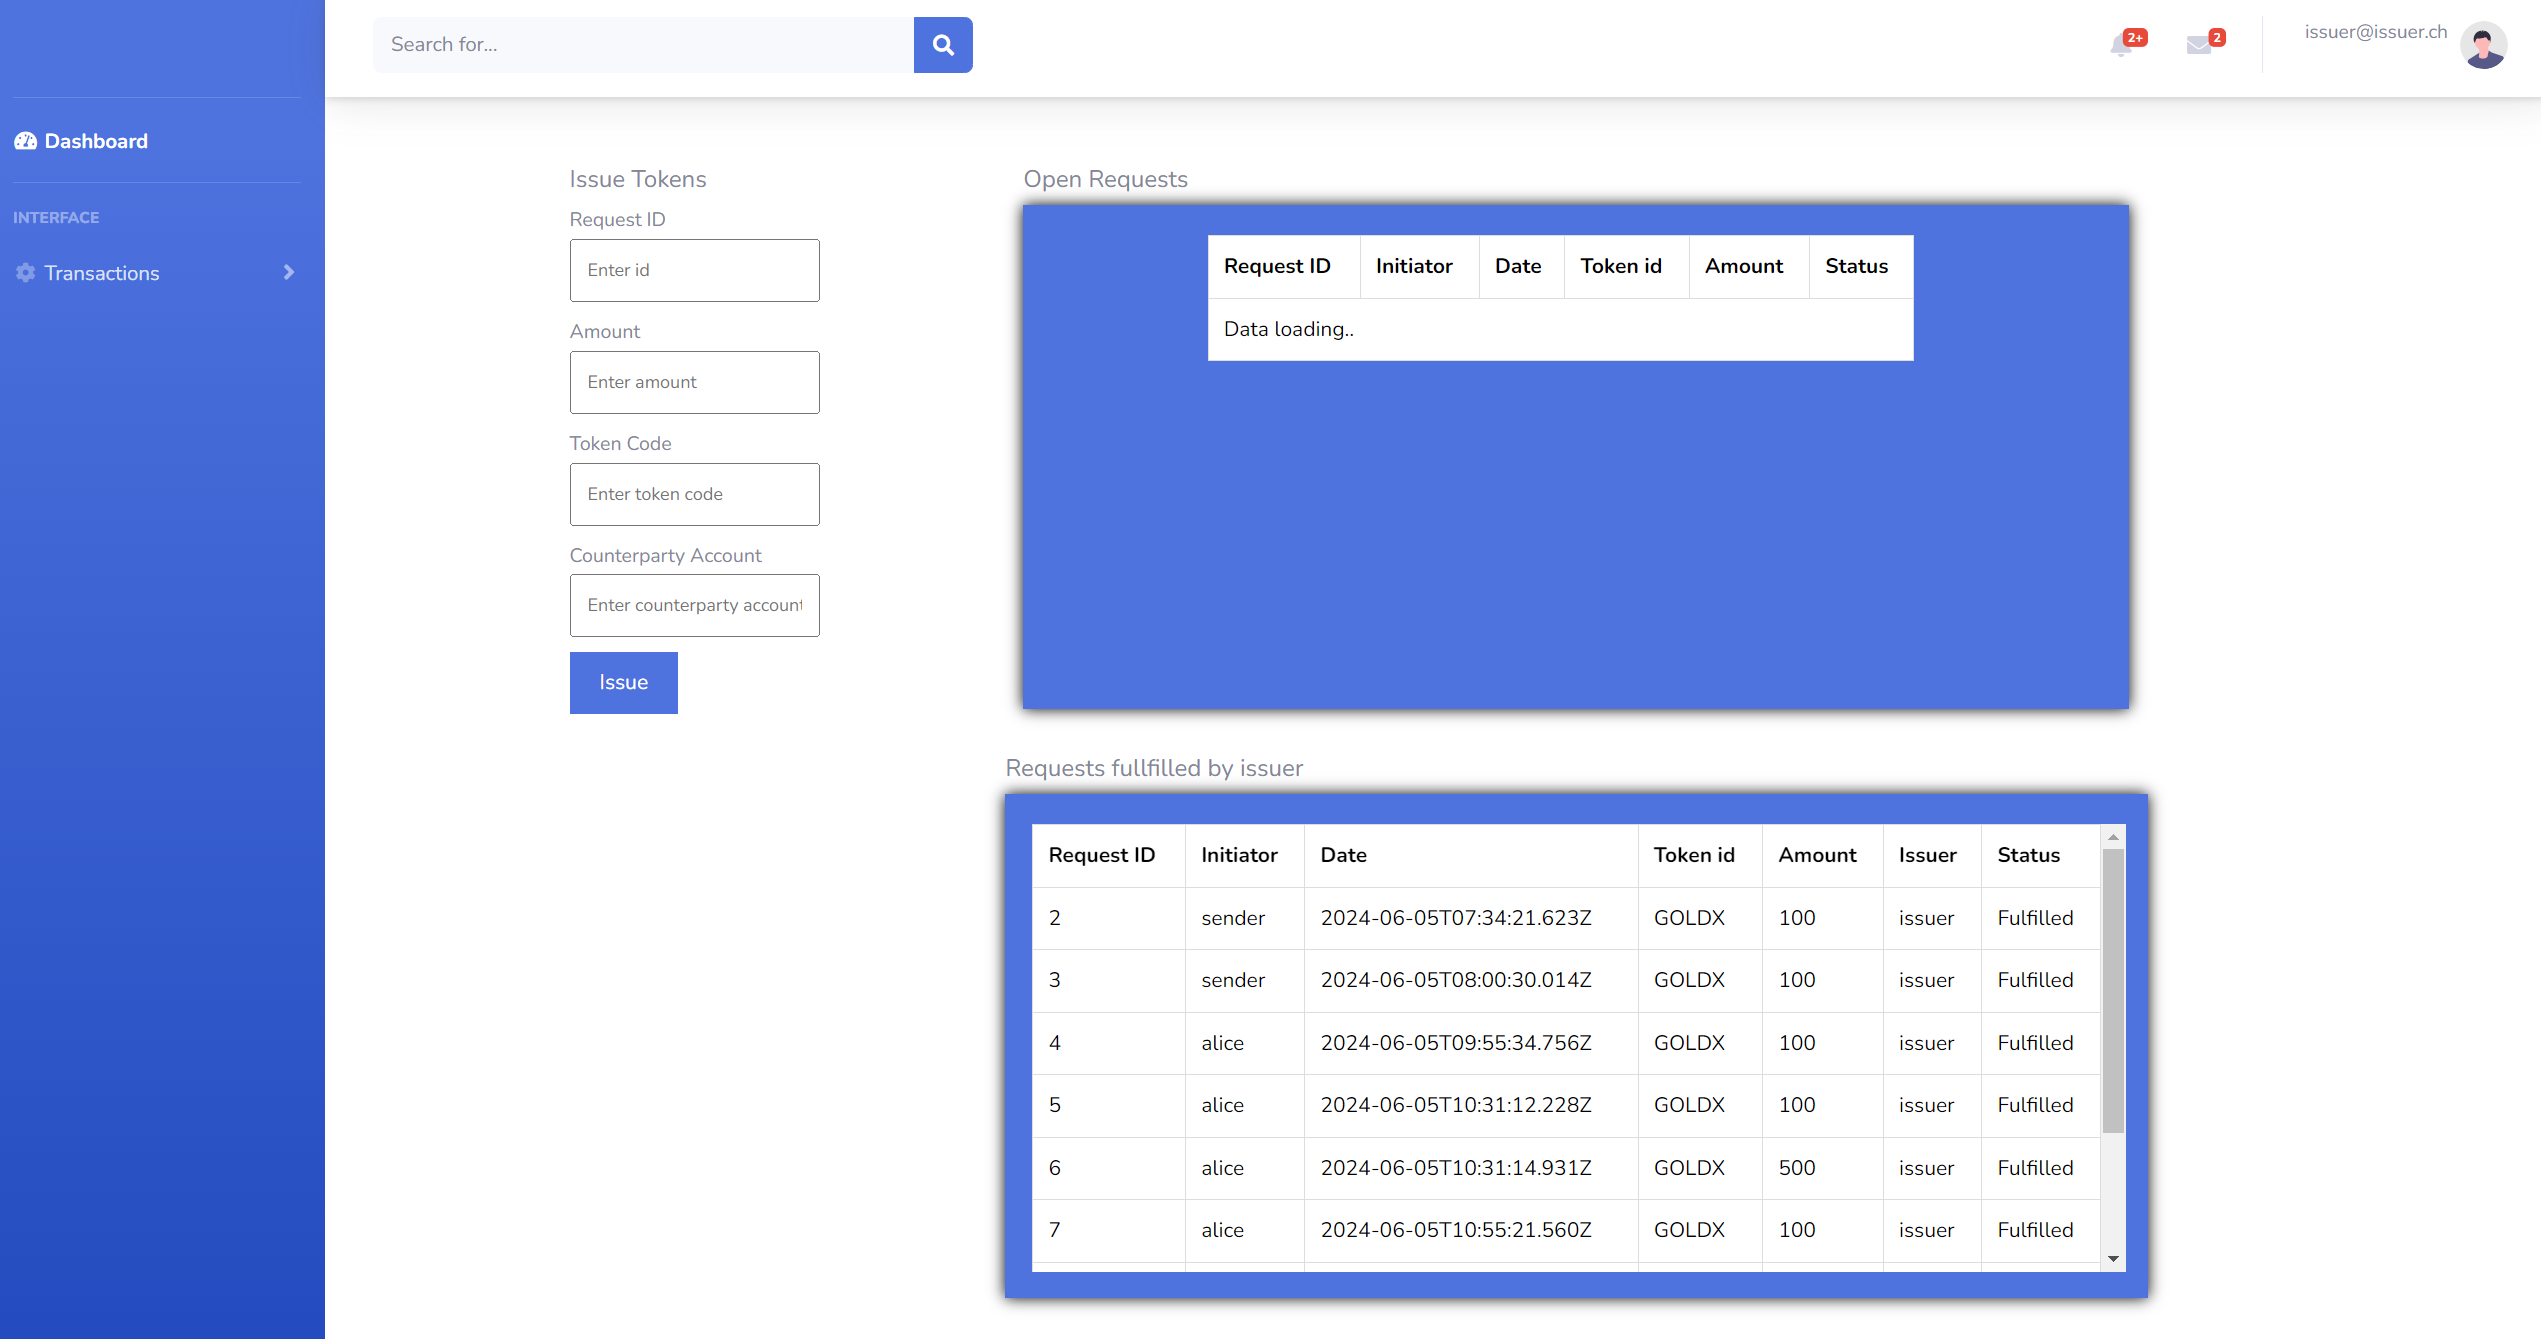 Search for...
2+
2
issuer@issuer.ch
Dashboard
INTERFACE
Transactions
Issue Tokens
Request ID
Enter id
Amount
Enter amount
Token Code
Enter token code
Counterparty Account
Enter counterparty account
Issue
Open Requests
Request ID Initiator Date Token id Amount Status
Data loading..
Requests fullfilled by issuer
Request ID Initiator Date Token id Amount Issuer Status
2 sender 2024-06-05T07:34:21.623Z GOLDX 100 issuer Fulfilled
3 sender 2024-06-05T08:00:30.014Z GOLDX 100 issuer Fulfilled
4 alice 2024-06-05T09:55:34.756Z GOLDX 100 issuer Fulfilled
5 alice 2024-06-05T10:31:12.228Z GOLDX 100 issuer Fulfilled
6 alice 2024-06-05T10:31:14.931Z GOLDX 500 issuer Fulfilled
7 alice 2024-06-05T10:55:21.560Z GOLDX 100 issuer Fulfilled